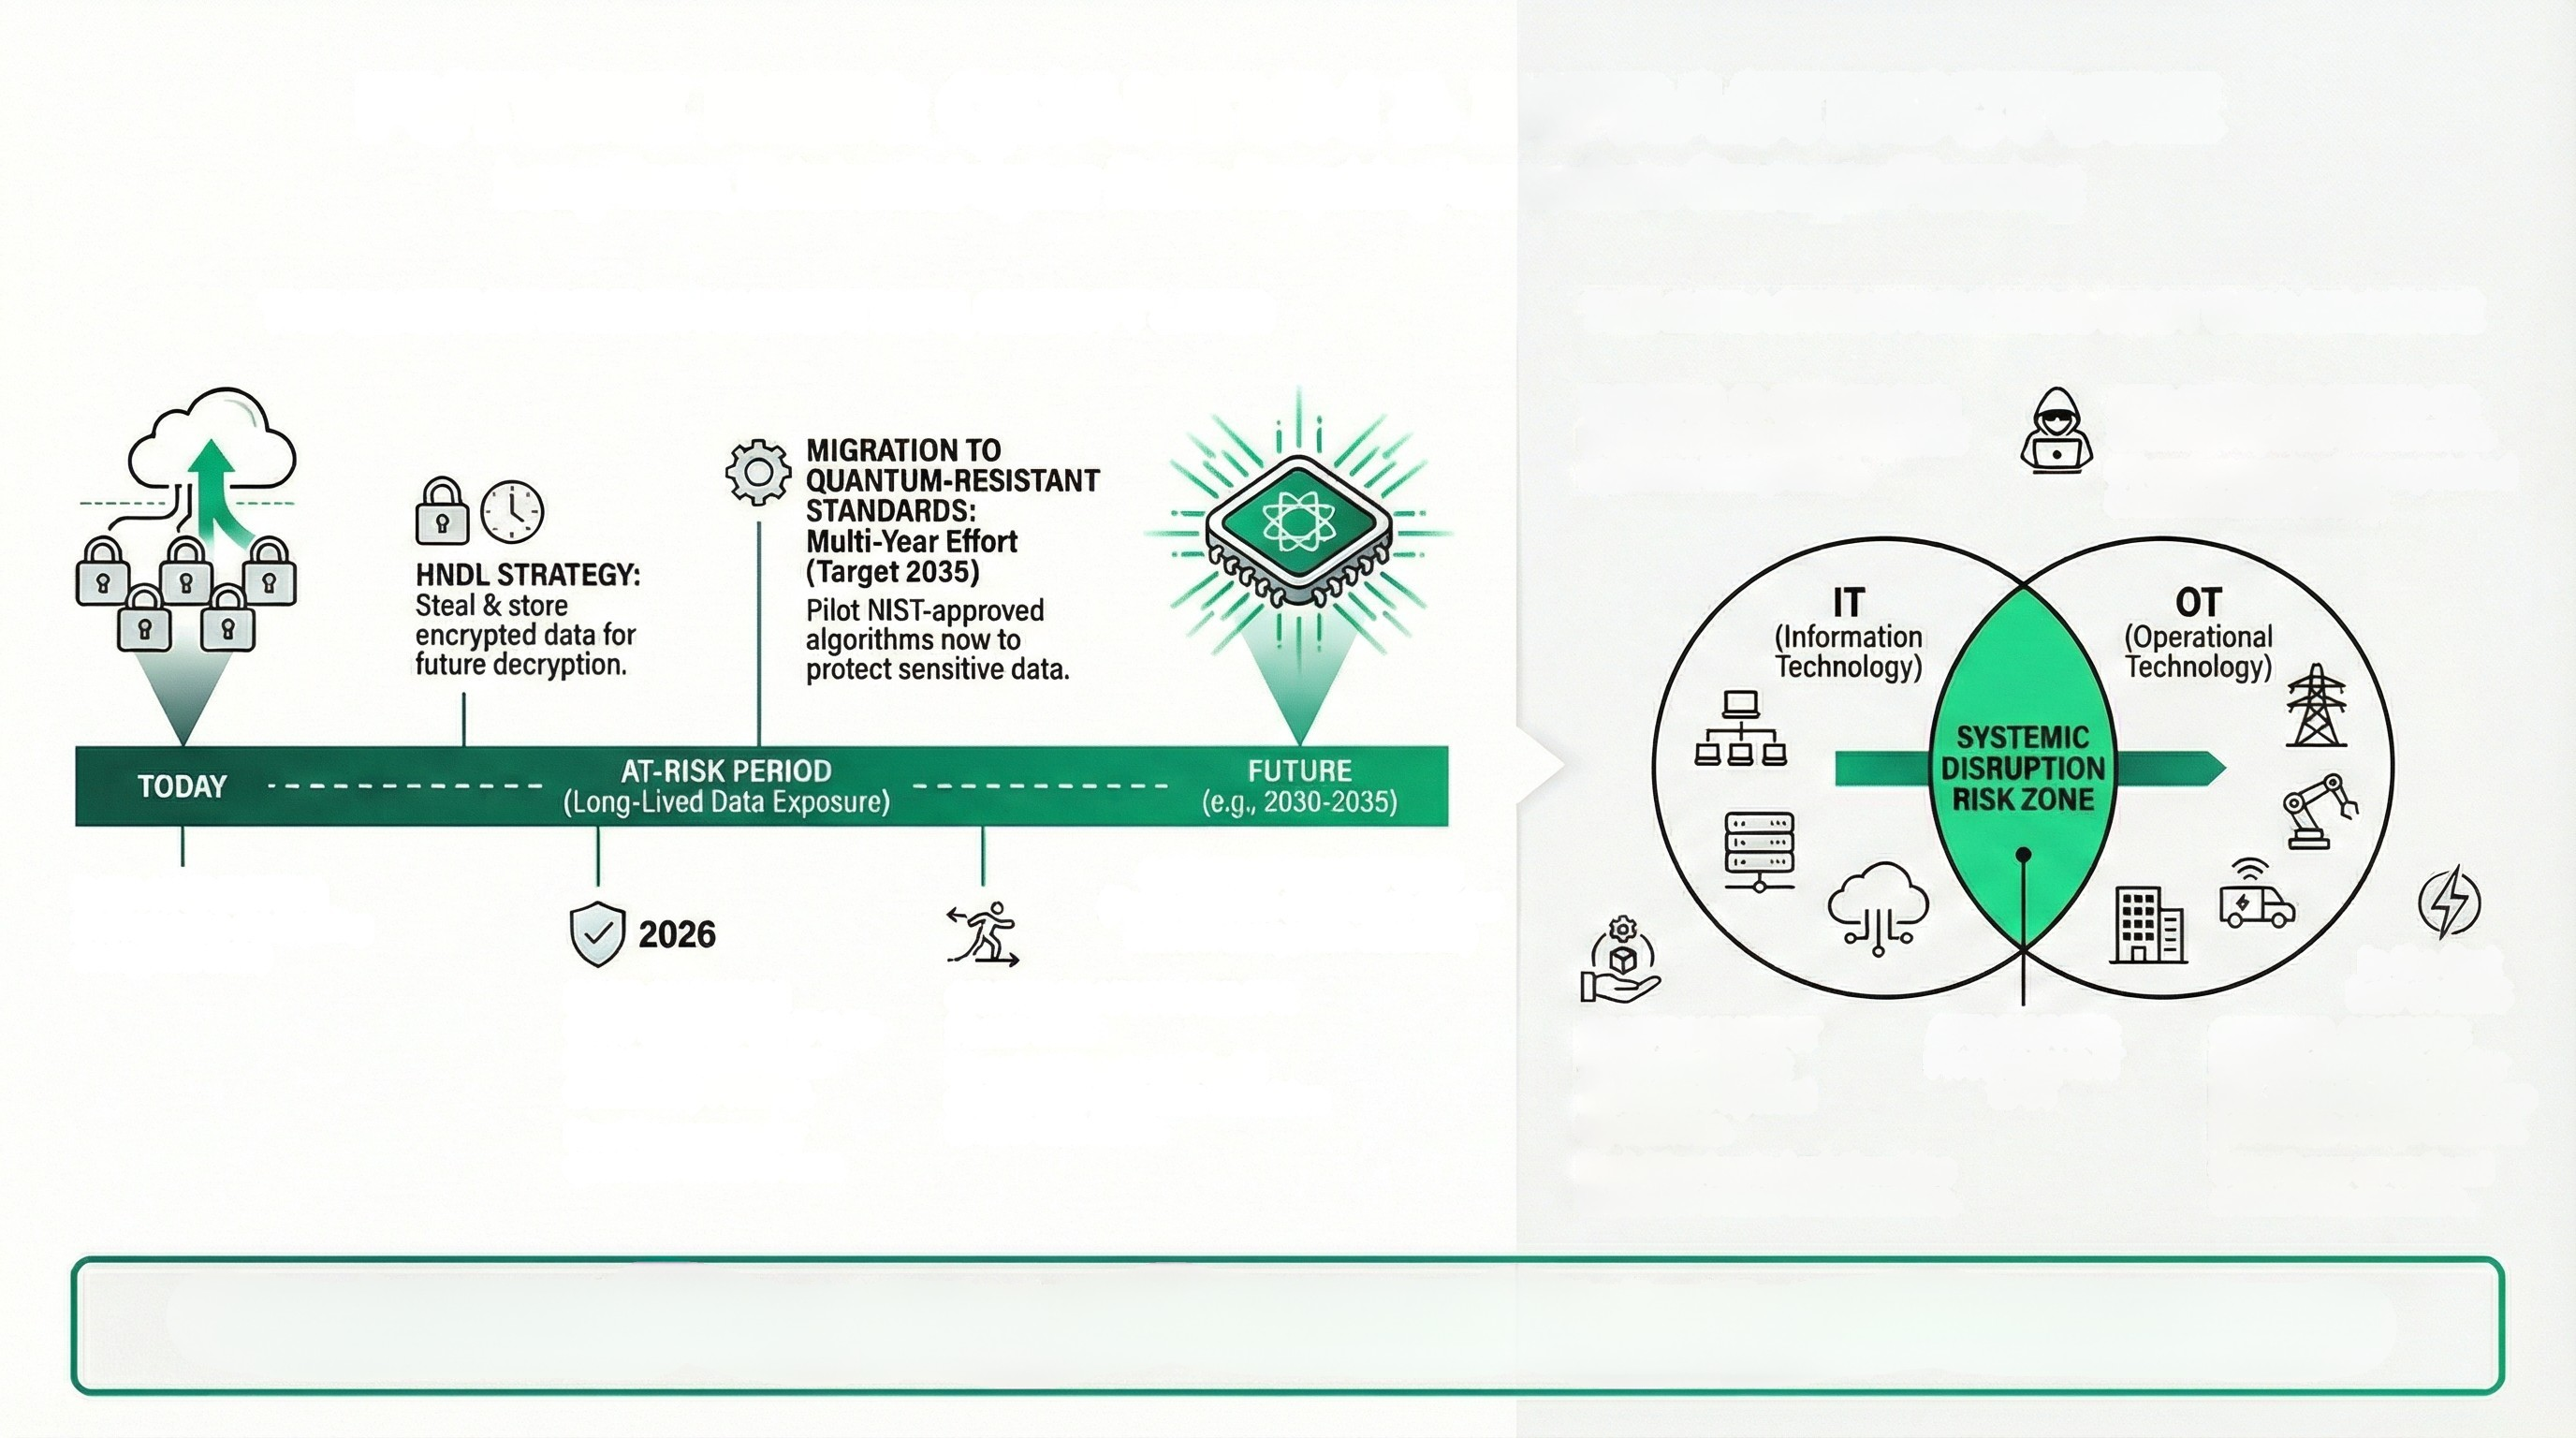 HNDL STRATEGY:
Steal & store
encrypted data for
future decryption.
MIGRATION TO
QUANTUM-RESISTANT
STANDARDS:
Multi-Year Effort
(Target 2035)
Pilot NIST-approved
algorithms now to
protect sensitive data.
TODAY
AT-RISK PERIOD
(Long-Lived Data Exposure)
FUTURE
(e.g., 2030-2035)
2026
IT
(Information
Technology)
OT
(Operational
Technology)
SYSTEMIC
DISRUPTION
RISK ZONE